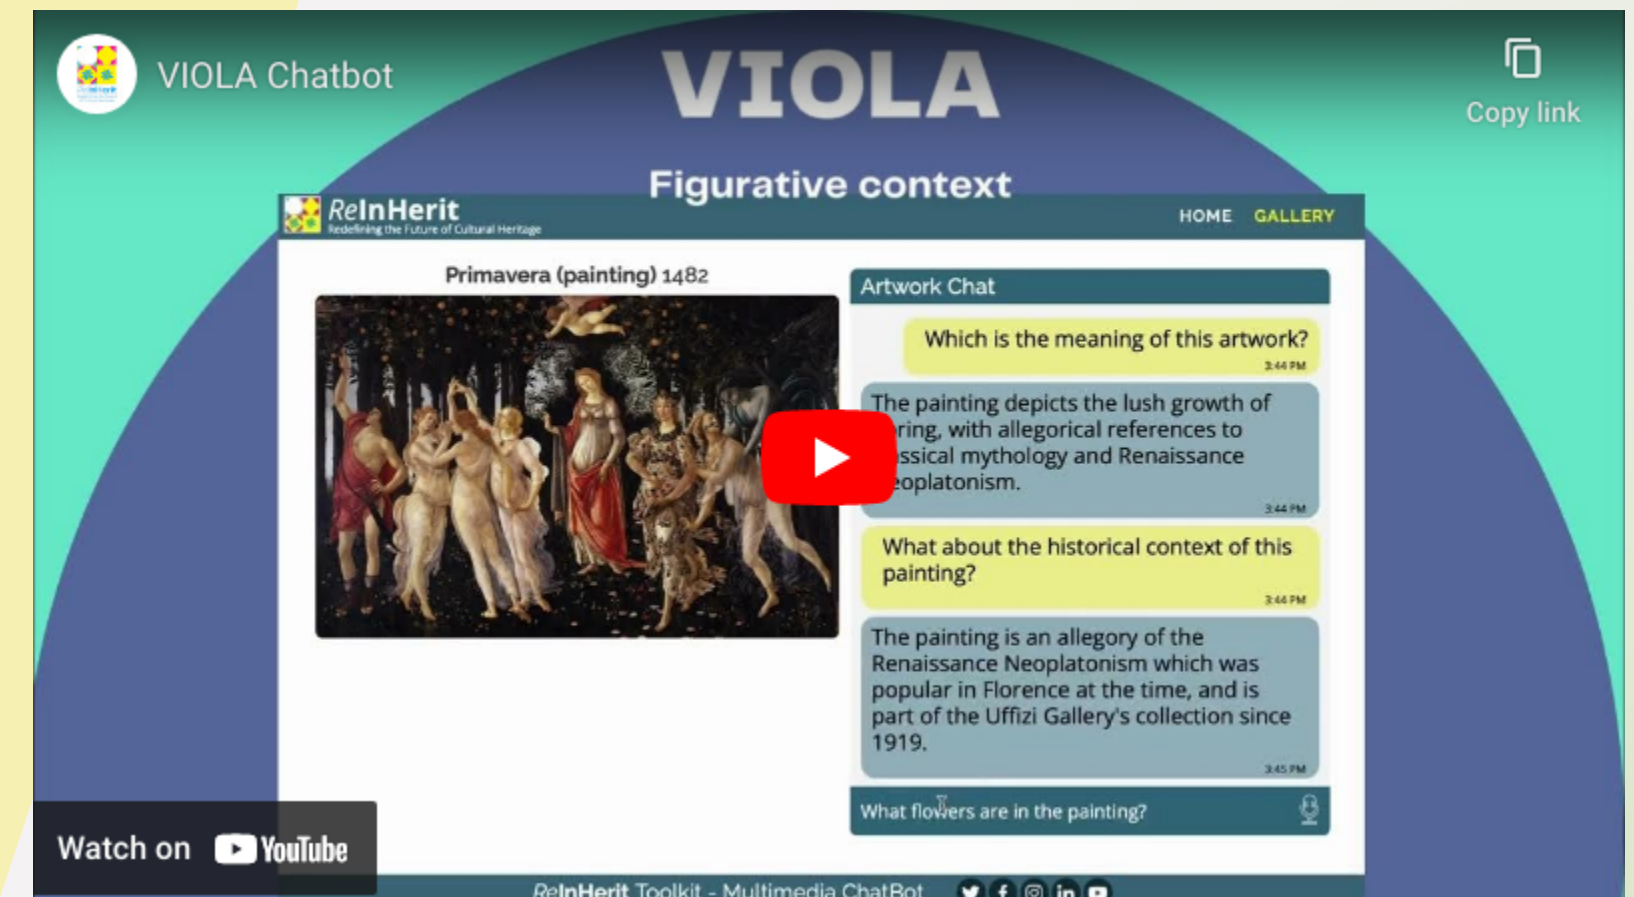 VIOLA Chatbot
VIOLA
Copy link
Figurative context
ReInHerit
Redefining the Future of Cultural Heritage
HOME GALLERY
Primavera (painting) 1482
Artwork Chat
Which is the meaning of this artwork?
3:44 PM
The painting depicts the lush growth of
ring, with allegorical references to
ssical mythology and Renaissance
eoplatonism.
3:44 PM
What about the historical context of this
painting?
3:44 PM
The painting is an allegory of the
Renaissance Neoplatonism which was
popular in Florence at the time, and is
part of the Uffizi Gallery's collection since
1919.
3:45 PM
What flowers are in the painting?
Watch on YouTube
ReInHerit Toolkit - Multimedia ChatBot